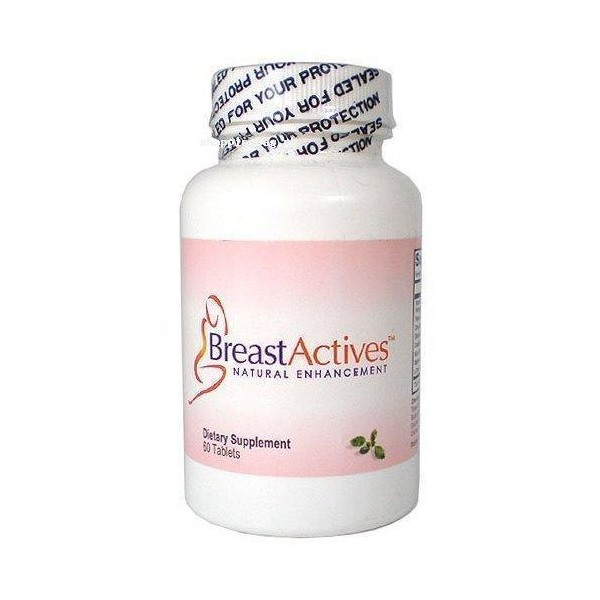 SEALED FOR YOUR PROTECTION
BreastActives™
NATURAL ENHANCEMENT
Dietary Supplement
60 Tablets